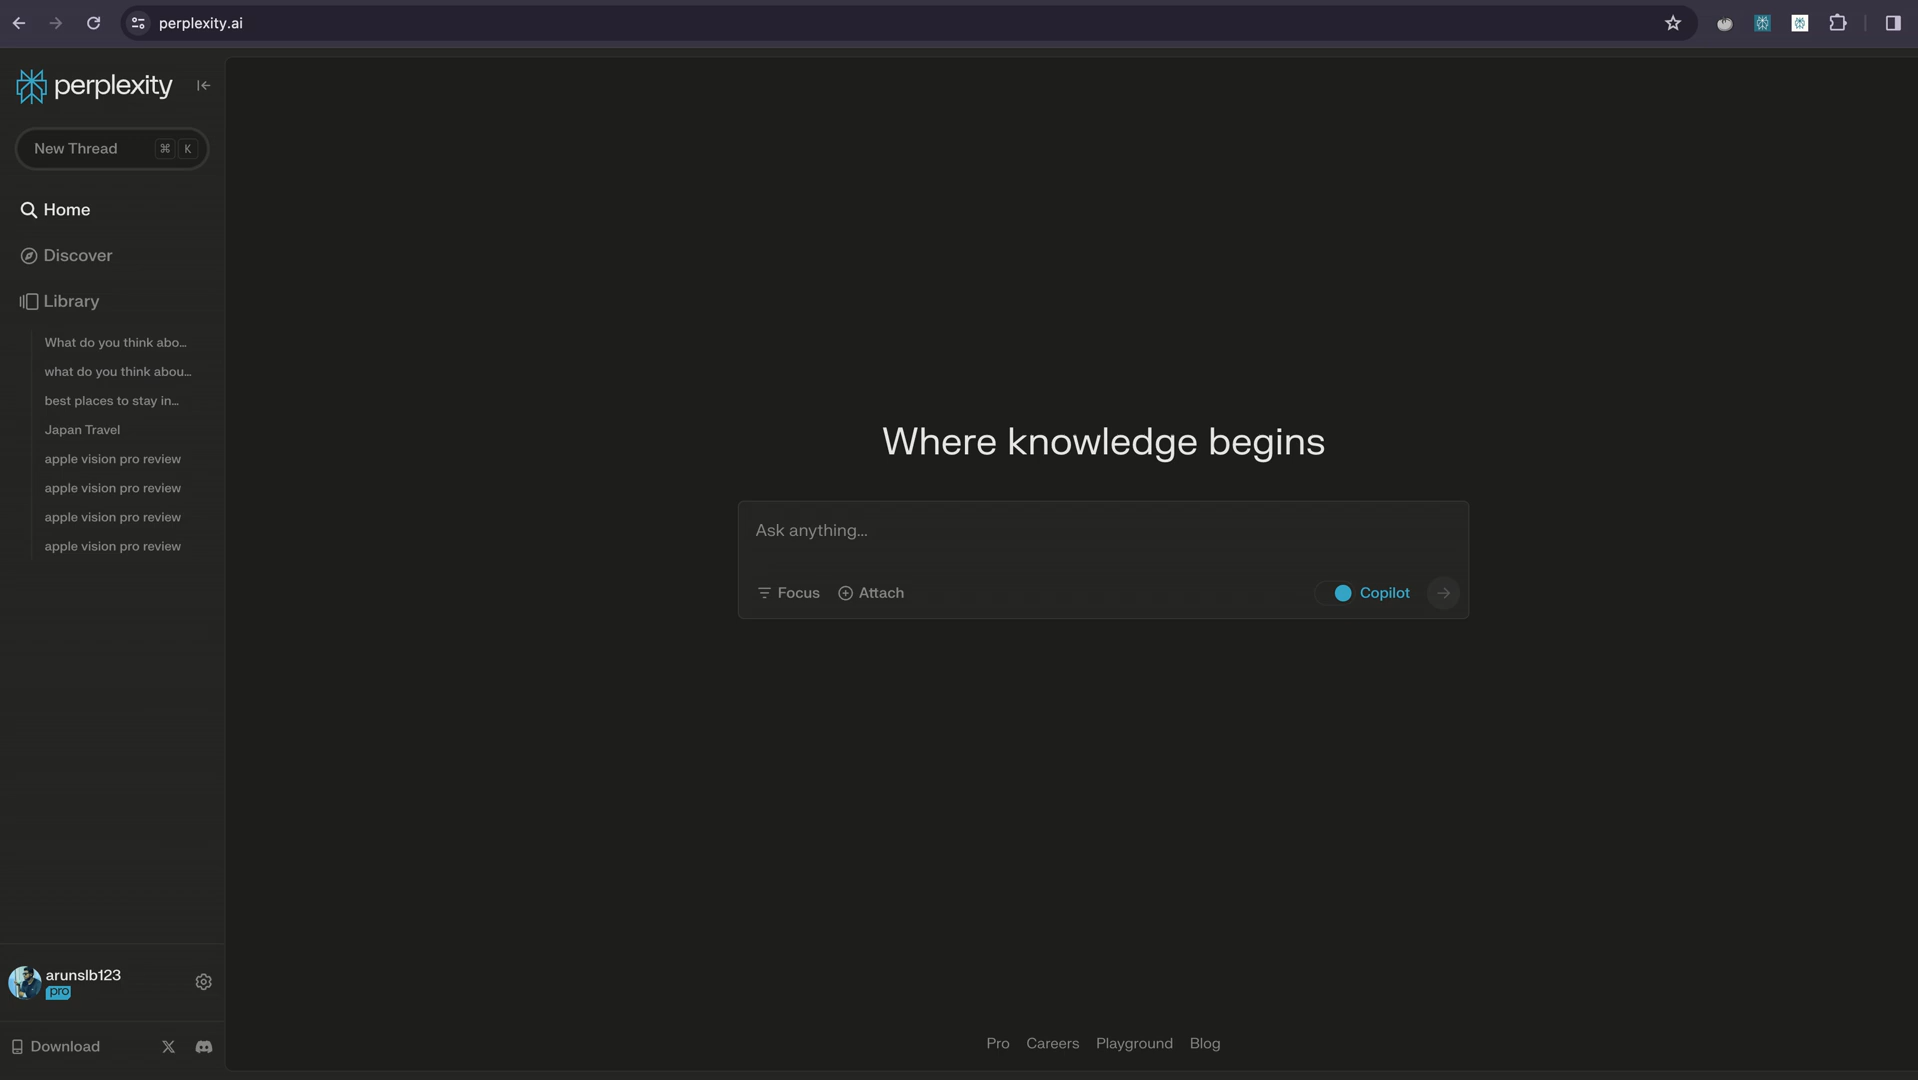 perplexity.ai
perplexity
New Thread ⌘ K
Home
Discover
Library
What do you think abo...
what do you think abou...
best places to stay in...
Japan Travel
apple vision pro review
apple vision pro review
apple vision pro review
apple vision pro review
Where knowledge begins
Ask anything...
Focus Attach Copilot
arunslb123
pro
Download
Pro Careers Playground Blog